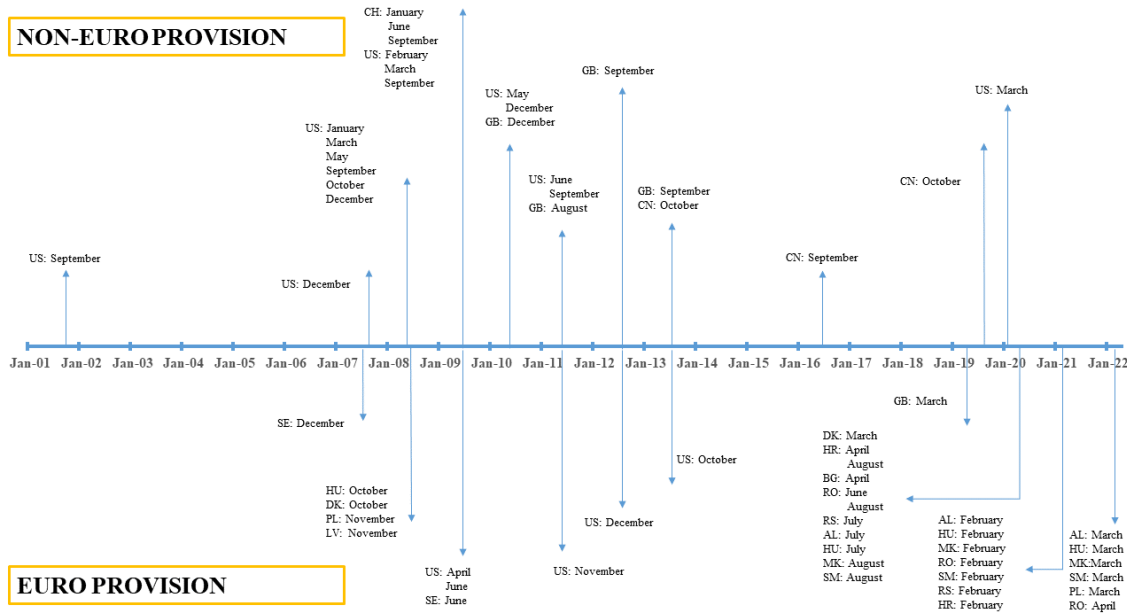 NON-EURO PROVISION
CH: January
June
September
US: February
March
September
GB: September
US: May
December
GB: December
US: March
US: January
March
May
September
October
December
US: June
September
GB: August
GB: September
CN: October
CN: October
US: September
US: December
CN: September
Jan-01 Jan-02 Jan-03 Jan-04 Jan-05 Jan-06 Jan-07 Jan-08 Jan-09 Jan-10 Jan-11 Jan-12 Jan-13 Jan-14 Jan-15 Jan-16 Jan-17 Jan-18 Jan-19 Jan-20 Jan-21 Jan-22
SE: December
GB: March
HU: October
DK: October
PL: November
LV: November
US: October
US: December
DK: March
HR: April
August
BG: April
RO: June
August
RS: July
AL: July
HU: July
MK: August
SM: August
AL: February
HU: February
MK: February
RO: February
SM: February
RS: February
HR: February
AL: March
HU: March
MK:March
SM: March
PL: March
RO: April
US: April
June
SE: June
US: November
EURO PROVISION